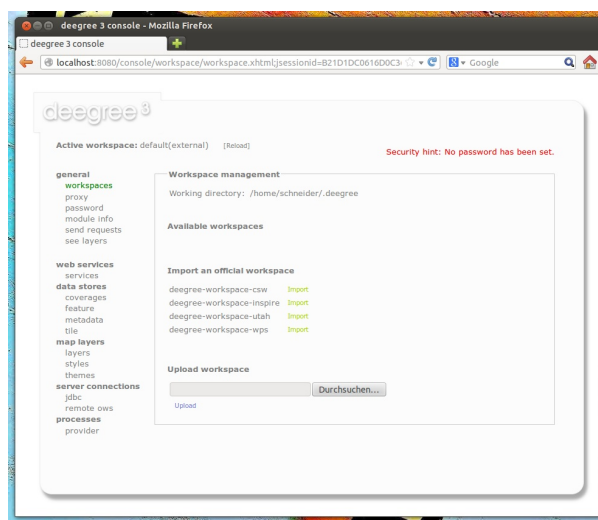 deegree 3 console - Mozilla Firefox
deegree 3 console
localhost:8080/console/workspace/workspace.xhtml;jsessionid=B21D1DC0616D0C3
Google
deegree 3
Active workspace: default(external) [Reload]
Security hint: No password has been set.
general
workspaces
proxy
password
module info
send requests
see layers
web services
services
data stores
coverages
feature
metadata
tile
map layers
layers
styles
themes
server connections
jdbc
remote ows
processes
provider
Workspace management
Working directory: /home/schneider/.deegree
Available workspaces
Import an official workspace
deegree-workspace-csw Import
deegree-workspace-inspire Import
deegree-workspace-utah Import
deegree-workspace-wps Import
Upload workspace
Durchsuchen...
Upload